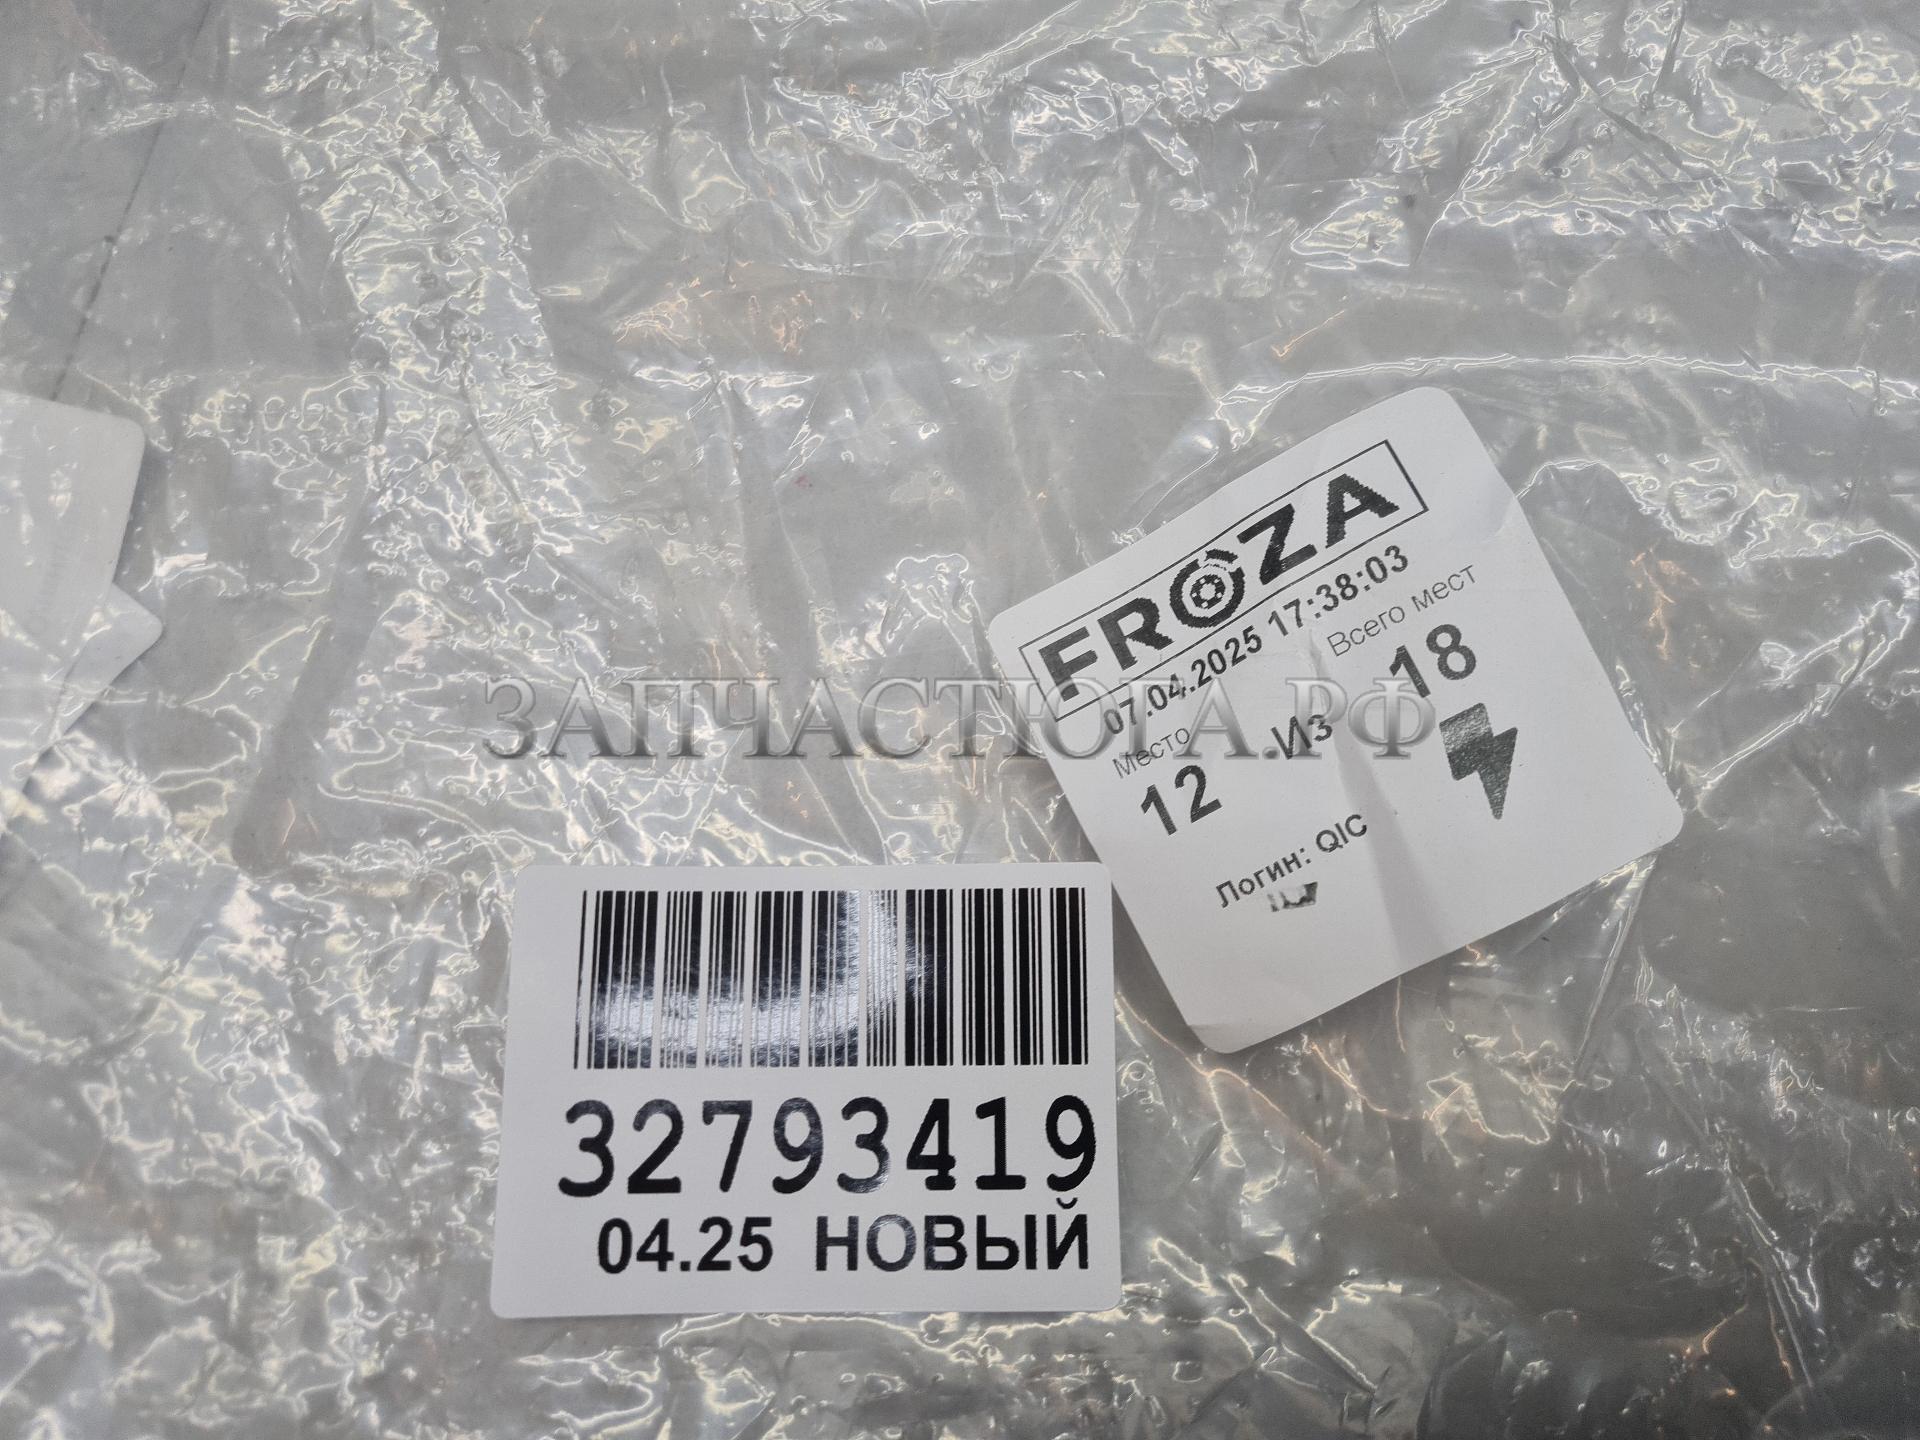 FROZA
07.04.2025 17:38:03
Место Всего мест
12 Из 18
Логин: QIC
ЗАПЧАСТЮГА.РФ
32793419
04.25 НОВЫЙ